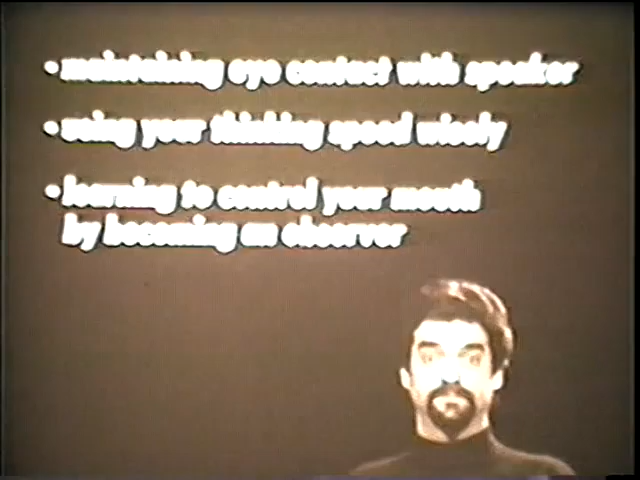 • maintaining eye contact with speaker
• using your thinking speed wisely
• learning to control your mouth
by becoming an observer